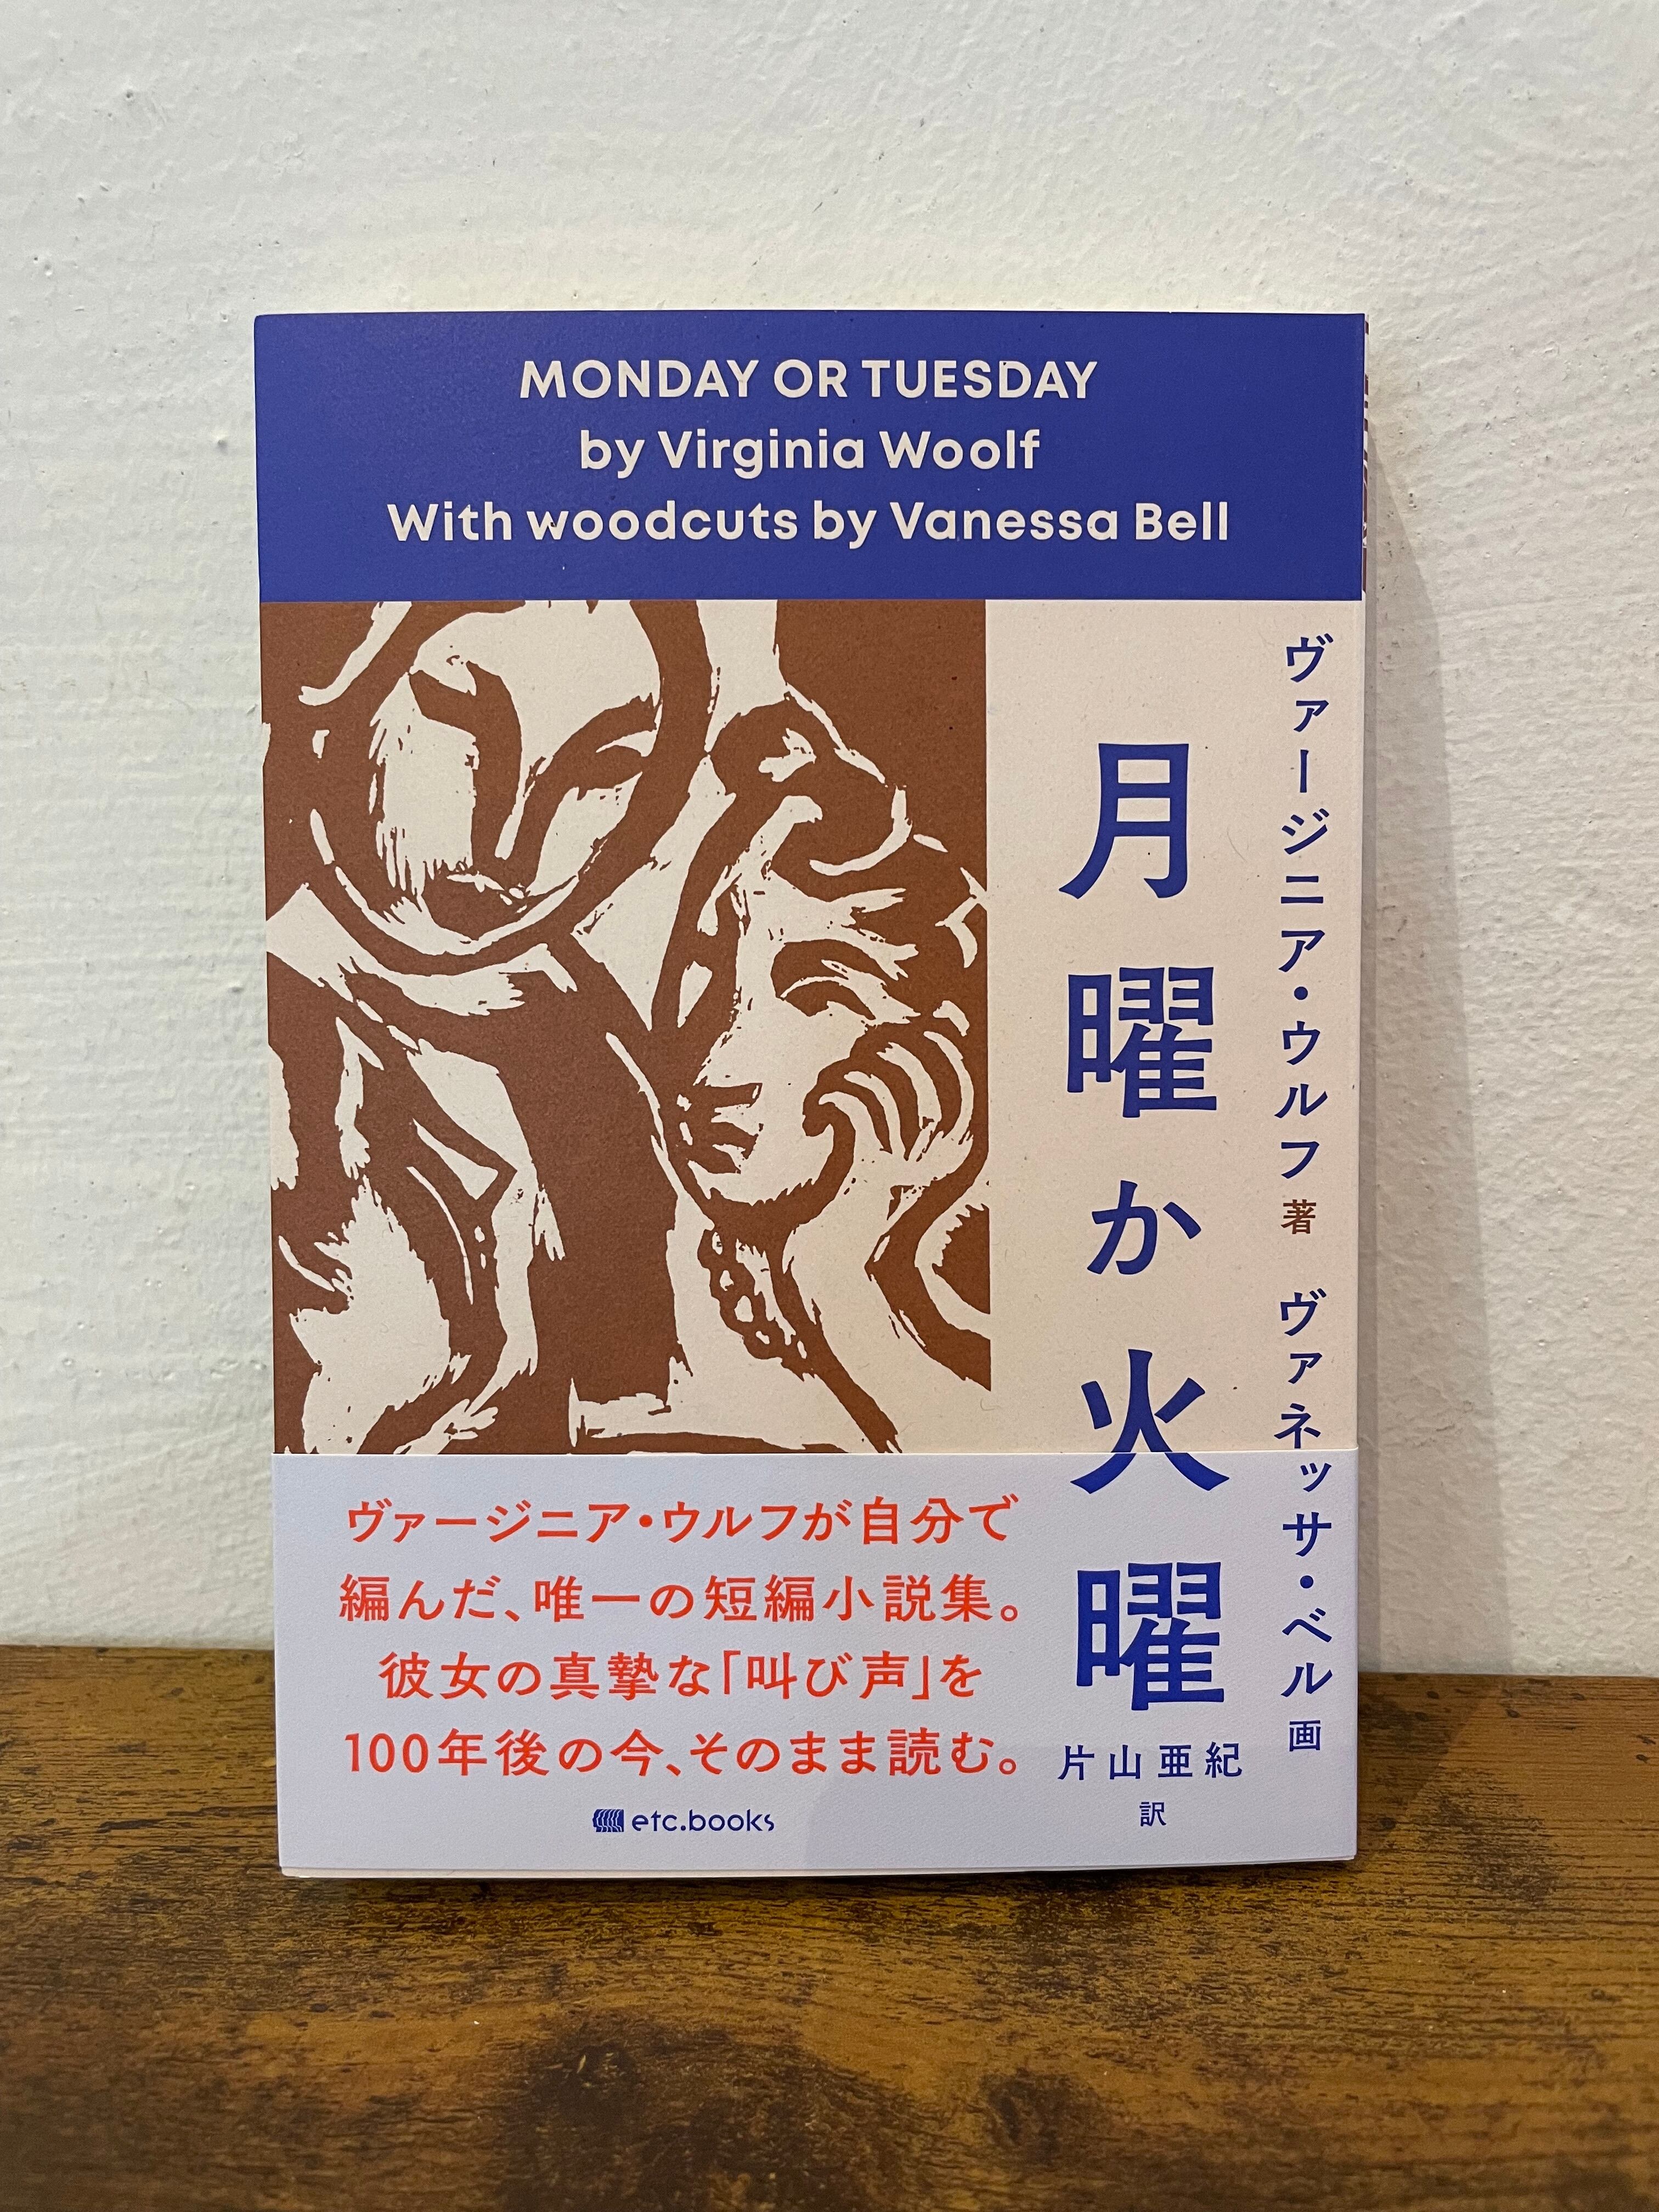 MONDAY OR TUESDAY
by Virginia Woolf
With woodcuts by Vanessa Bell
ヴァージニア・ウルフ 著 ヴァネッサ・ベル 画
月曜か火曜
片山亜紀
訳
ヴァージニア・ウルフが自分で
編んだ、唯一の短編小説集。
彼女の真摯な「叫び声」を
100年後の今、そのまま読む。
etc.books